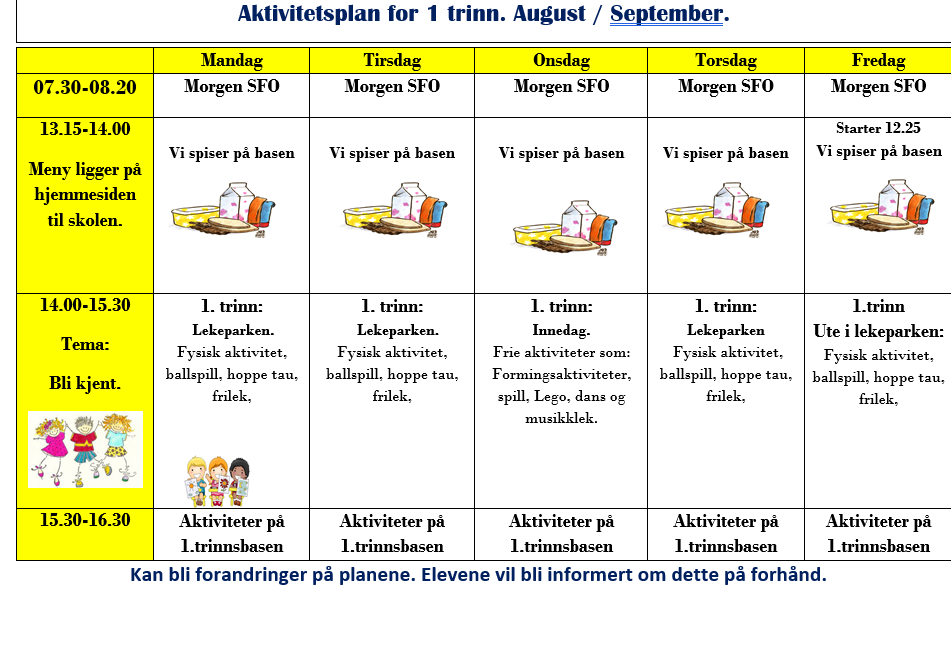 Aktivitetsplan for 1 trinn. August / September.
Mandag
Tirsdag
Onsdag
Torsdag
Fredag
07.30-08.20
Morgen SFO
Morgen SFO
Morgen SFO
Morgen SFO
Morgen SFO
13.15-14.00
Meny ligger på
hjemmesiden
til skolen.
Vi spiser på basen
Vi spiser på basen
Vi spiser på basen
Vi spiser på basen
Starter 12.25
Vi spiser på basen
14.00-15.30
Tema:
Bli kjent.
1. trinn:
Lekeparken.
Fysisk aktivitet,
ballspill, hoppe tau,
frilek,
1. trinn:
Lekeparken.
Fysisk aktivitet,
ballspill, hoppe tau,
frilek,
1. trinn:
Innedag.
Frie aktiviteter som:
Formingsaktiviteter,
spill, Lego, dans og
musikklek.
1. trinn:
Lekeparken
Fysisk aktivitet,
ballspill, hoppe tau,
frilek,
1.trinn
Ute i lekeparken:
Fysisk aktivitet,
ballspill, hoppe tau,
frilek,
15.30-16.30
Aktiviteter på
1.trinnsbasen
Aktiviteter på
1.trinnsbasen
Aktiviteter på
1.trinnsbasen
Aktiviteter på
1.trinnsbasen
Aktiviteter på
1.trinnsbasen
Kan bli forandringer på planene. Elevene vil bli informert om dette på forhånd.